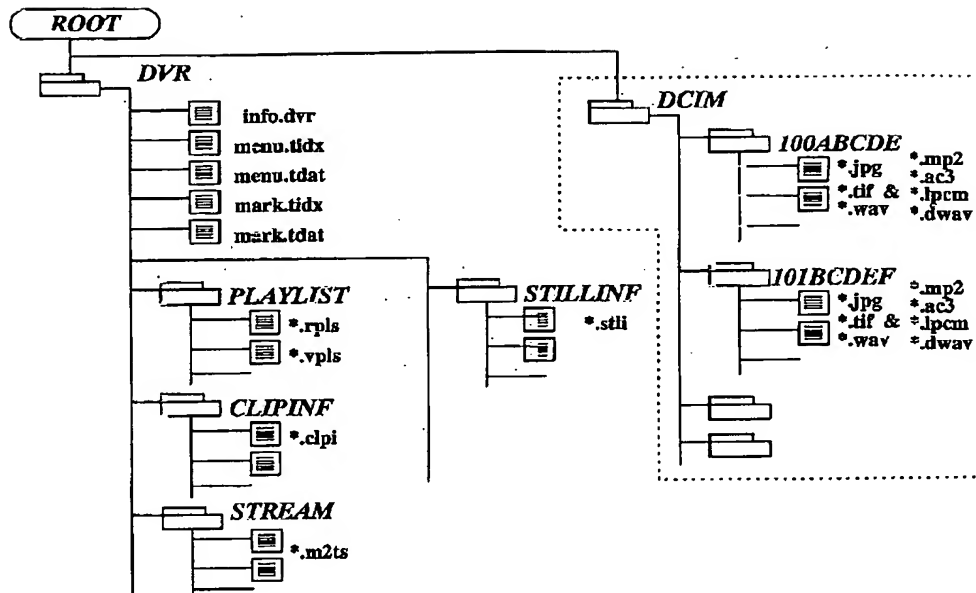 ROOT
DVR
info.dvr
menu.tidx
menu.tdat
mark.tidx
mark.tdat
PLAYLIST
*.rpls
*.vpls
CLIPINF
*.clpi
STREAM
*.m2ts
STILLINF
*.stli
DCIM
100ABCDE
*.jpg *.mp2
*.ac3
*.tif & *.lpcm
*.wav *.dwav
101BCDEF
*.jpg *.mp2
*.ac3
*.tif & *.lpcm
*.wav *.dwav